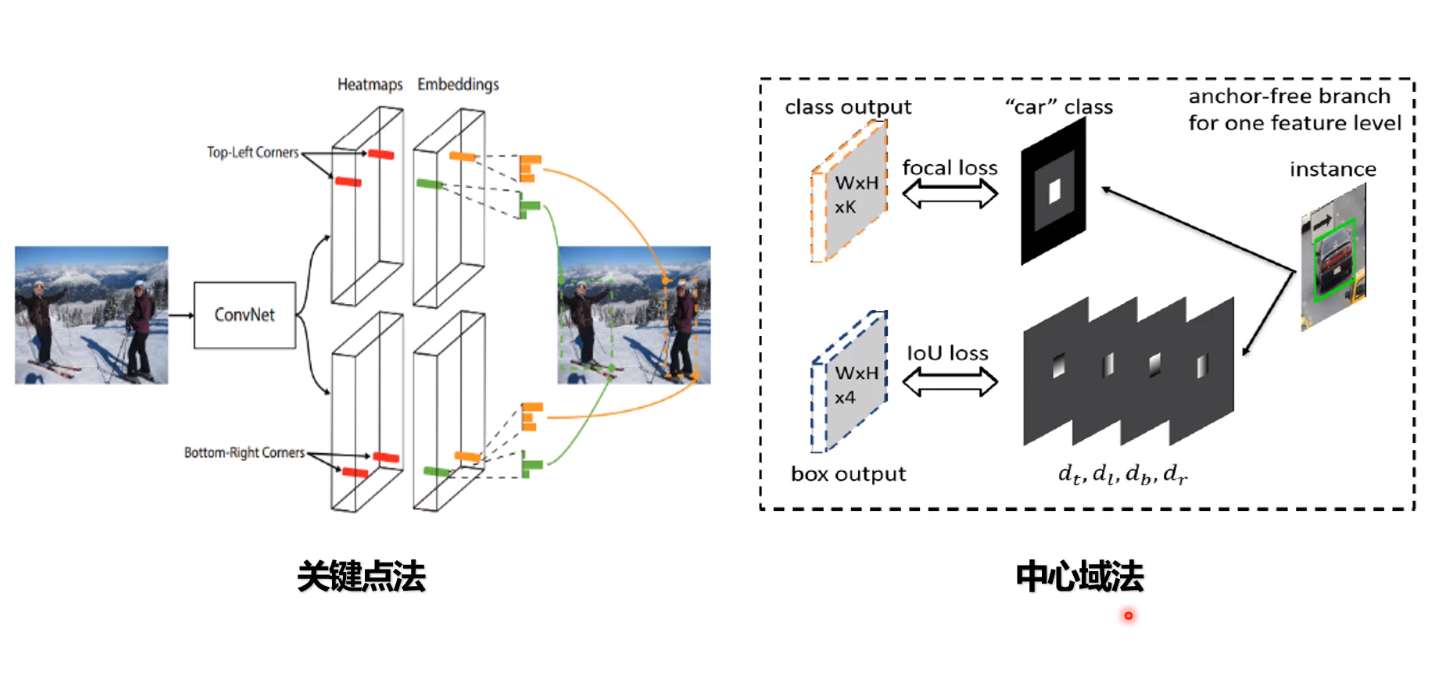 Heatmaps
Embeddings
Top-Left Corners
ConvNet
Bottom-Right Corners
关键点法
class output
"car" class
anchor-free branch
for one feature level
instance
WxH
xK
focal loss
WxH
x4
IoU loss
box output
d_t, d_l, d_b, d_r
中心域法